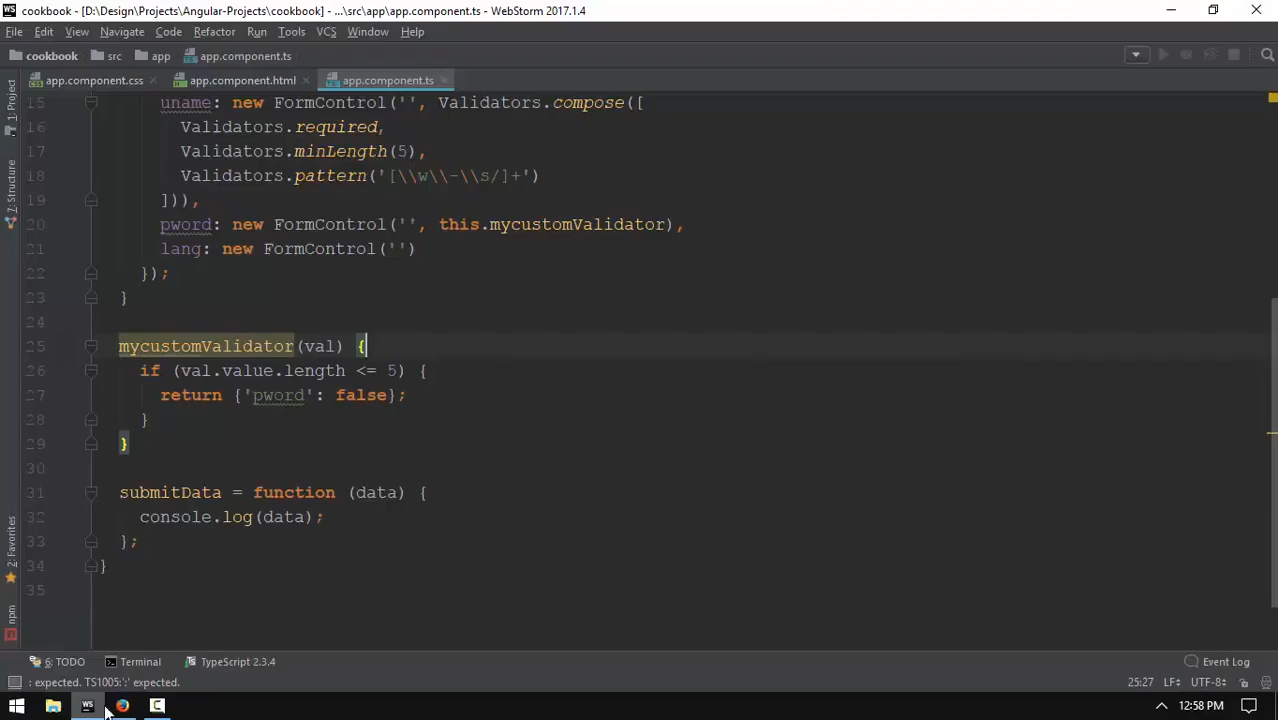 cookbook - [D:\Design\Projects\Angular-Projects\cookbook] - ...\src\app\app.component.ts - WebStorm 2017.1.4
File Edit View Navigate Code Refactor Run Tools VCS Window Help
cookbook src app app.component.ts
app.component.css app.component.html app.component.ts
1: Project
7: Structure
2: Favorites
npm
15 uname: new FormControl('', Validators.compose([
16 Validators.required,
17 Validators.minLength(5),
18 Validators.pattern('[\\w\\-\\s/]+')
19 ])),
20 pword: new FormControl('', this.mycustomValidator),
21 lang: new FormControl('')
22 });
23 }
24
25 mycustomValidator(val) {
26 if (val.value.length <= 5) {
27 return {'pword': false};
28 }
29 }
30
31 submitData = function (data) {
32 console.log(data);
33 };
34 }
35
6: TODO Terminal TypeScript 2.3.4 Event Log
: expected. TS1005:':' expected. 25:27 LF÷ UTF-8÷
WS 12:58 PM